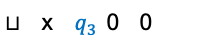 ⊔ x q₃ 0 0